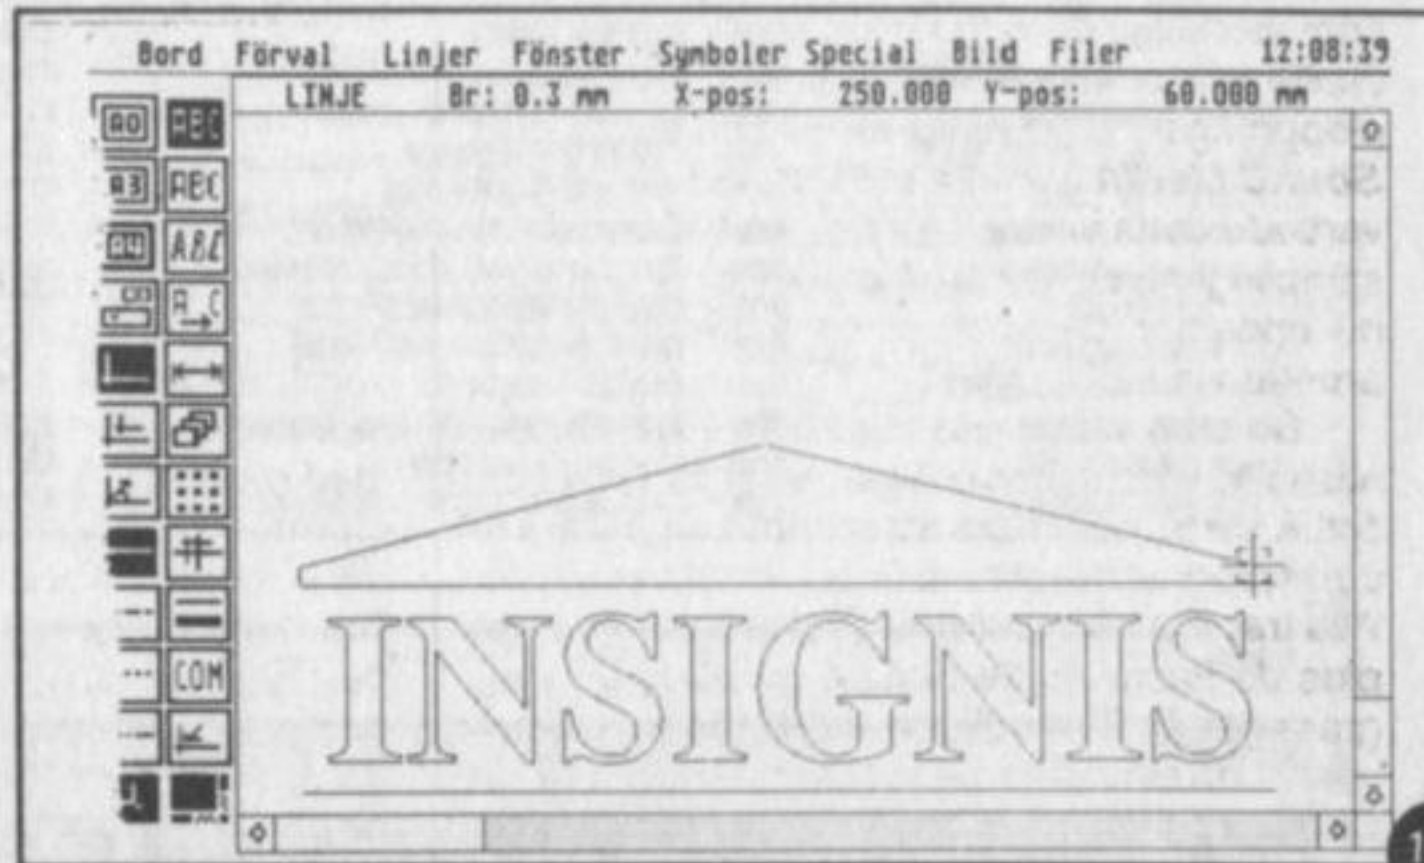 Bord Förval Linjer Fönster Symboler Special Bild Filer 12:08:39
LINJE Br: 0.3 mm X-pos: 250.000 Y-pos: 60.000 mm
A0 ABC
A3 ABC
A4 ABC
A C
COM
INSIGNIS
1